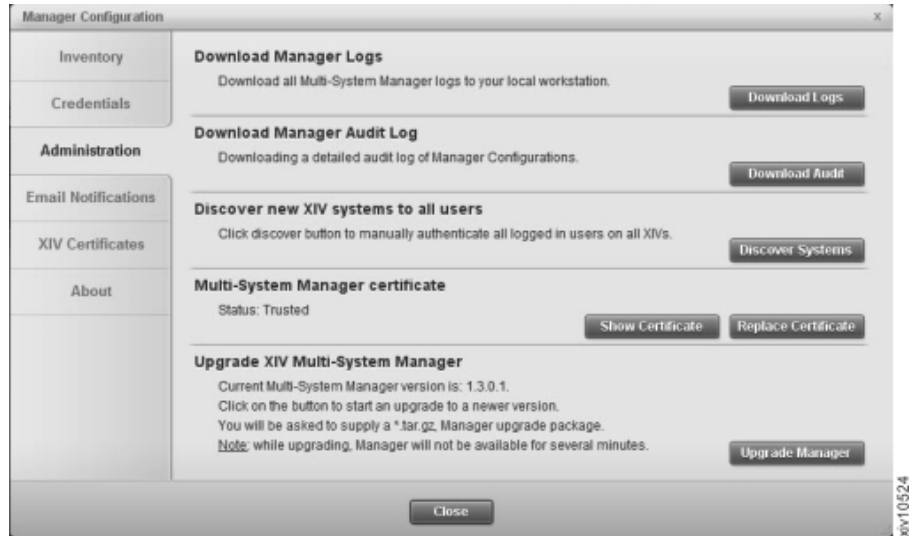 Manager Configuration
x
Inventory
Credentials
Administration
Email Notifications
XIV Certificates
About
Download Manager Logs
Download all Multi-System Manager logs to your local workstation.
Download Logs
Download Manager Audit Log
Downloading a detailed audit log of Manager Configurations.
Download Audit
Discover new XIV systems to all users
Click discover button to manually authenticate all logged in users on all XIVs.
Discover Systems
Multi-System Manager certificate
Status: Trusted
Show Certificate
Replace Certificate
Upgrade XIV Multi-System Manager
Current Multi-System Manager version is: 1.3.0.1.
Click on the button to start an upgrade to a newer version.
You will be asked to supply a *.tar.gz, Manager upgrade package.
Note: while upgrading, Manager will not be available for several minutes.
Upgrade Manager
Close
xiv10524